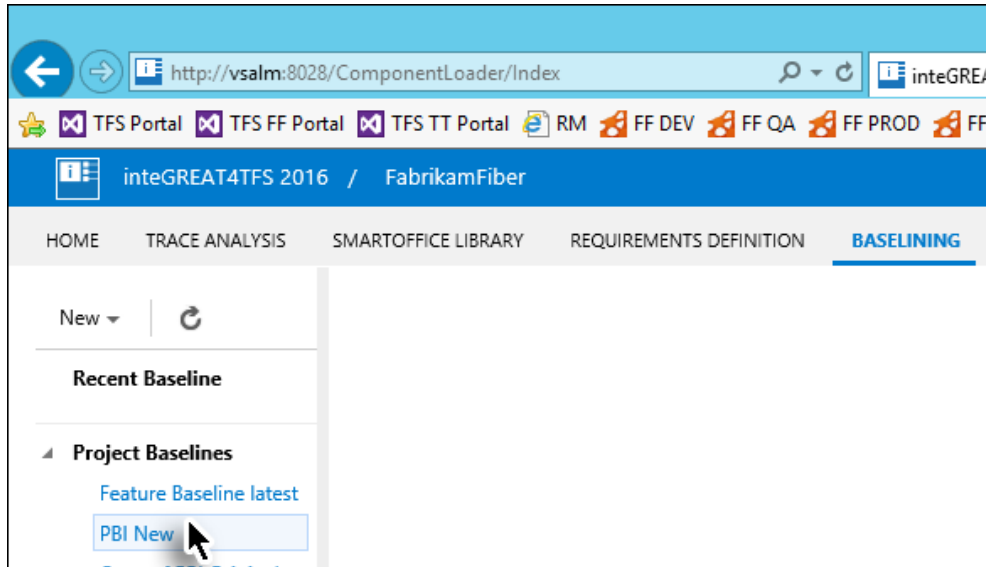 http://vsalm:8028/ComponentLoader/Index inteGREA
TFS Portal TFS FF Portal TFS TT Portal RM FF DEV FF QA FF PROD FF
inteGREAT4TFS 2016 / FabrikamFiber
HOME TRACE ANALYSIS SMARTOFFICE LIBRARY REQUIREMENTS DEFINITION BASELINING
New
Recent Baseline
Project Baselines
Feature Baseline latest
PBI New